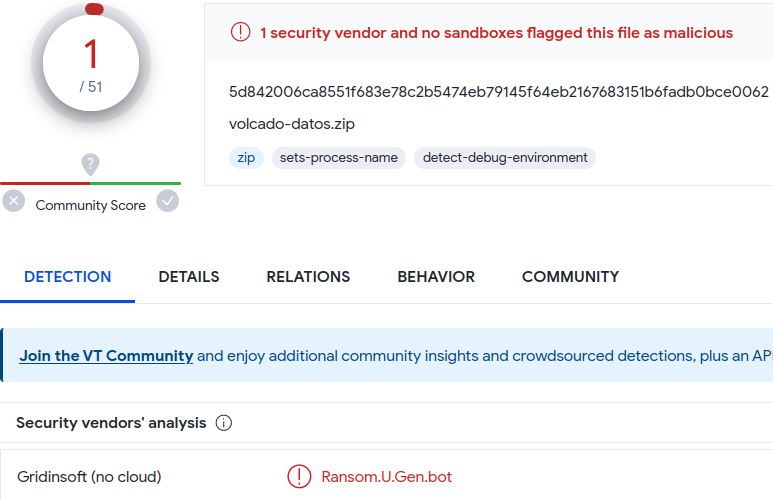 1
/ 51
Community Score
1 security vendor and no sandboxes flagged this file as malicious
5d842006ca8551f683e78c2b5474eb79145f64eb2167683151b6fadb0bce0062
volcado-datos.zip
zip sets-process-name detect-debug-environment
DETECTION DETAILS RELATIONS BEHAVIOR COMMUNITY
Join the VT Community and enjoy additional community insights and crowdsourced detections, plus an API
Security vendors' analysis
Gridinsoft (no cloud) Ransom.U.Gen.bot